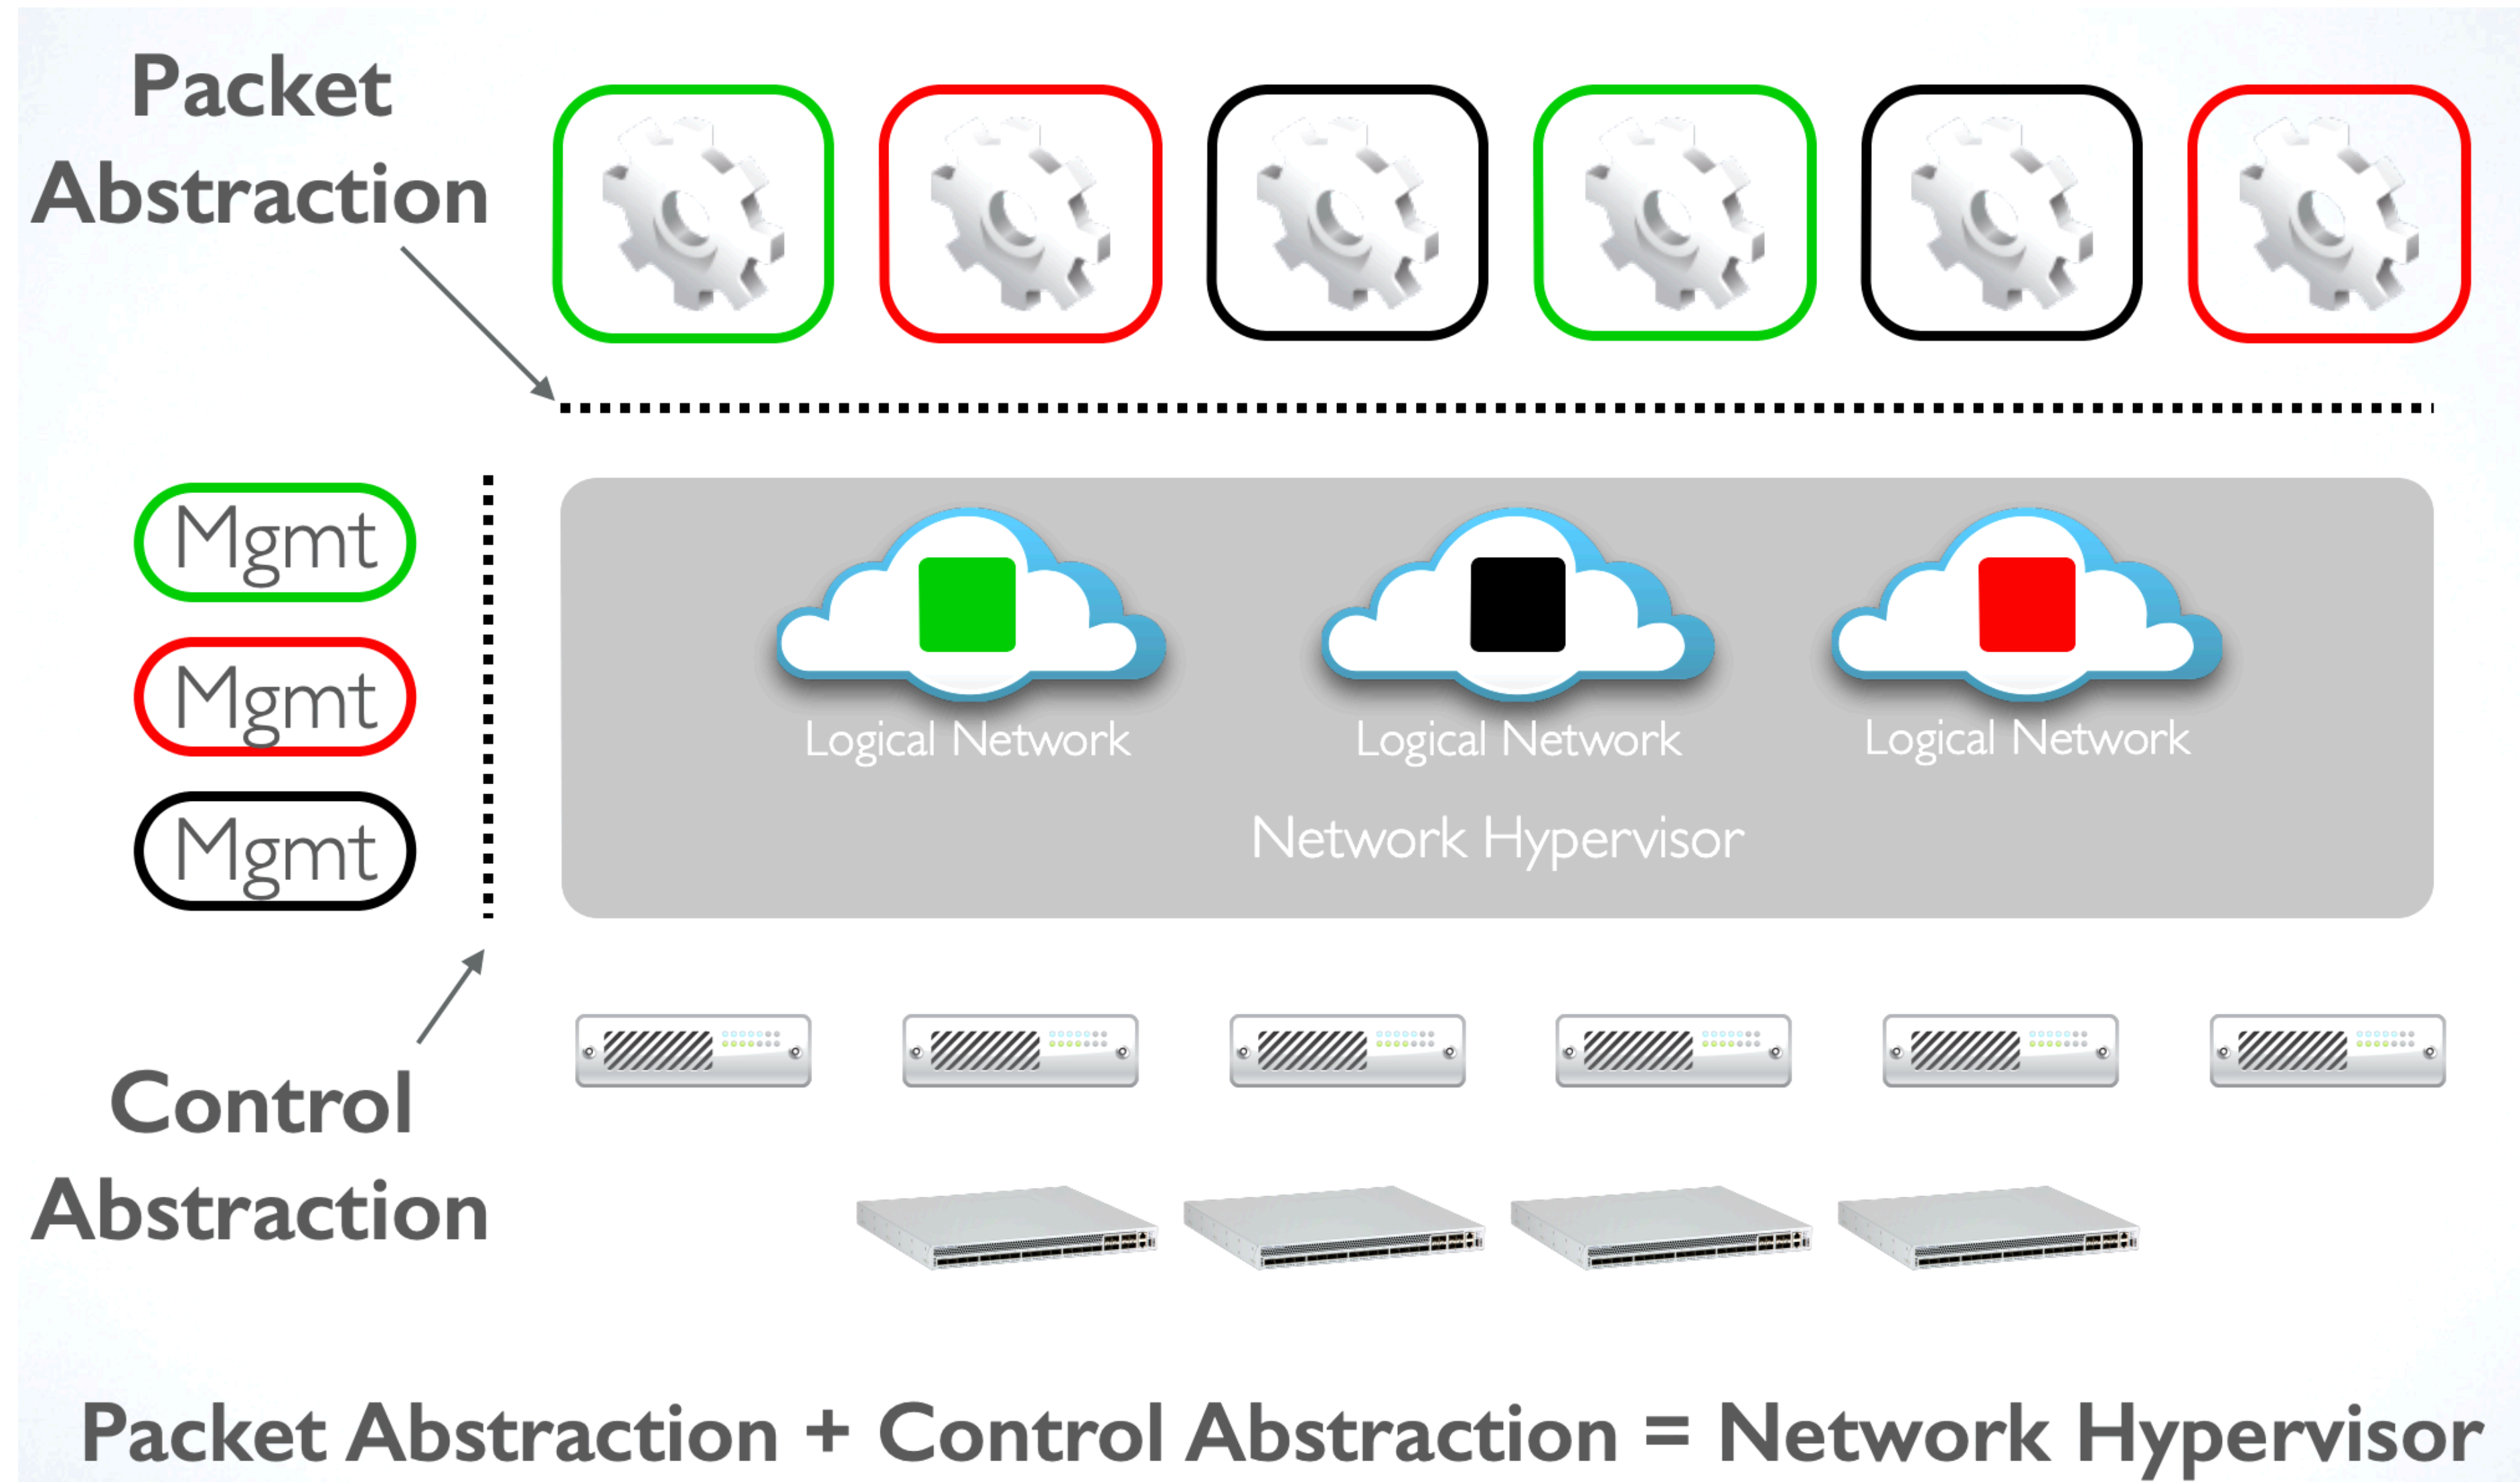 Packet
Abstraction
Mgmt
Mgmt
Mgmt
Logical Network
Logical Network
Logical Network
Network Hypervisor
Control
Abstraction
Packet Abstraction + Control Abstraction = Network Hypervisor